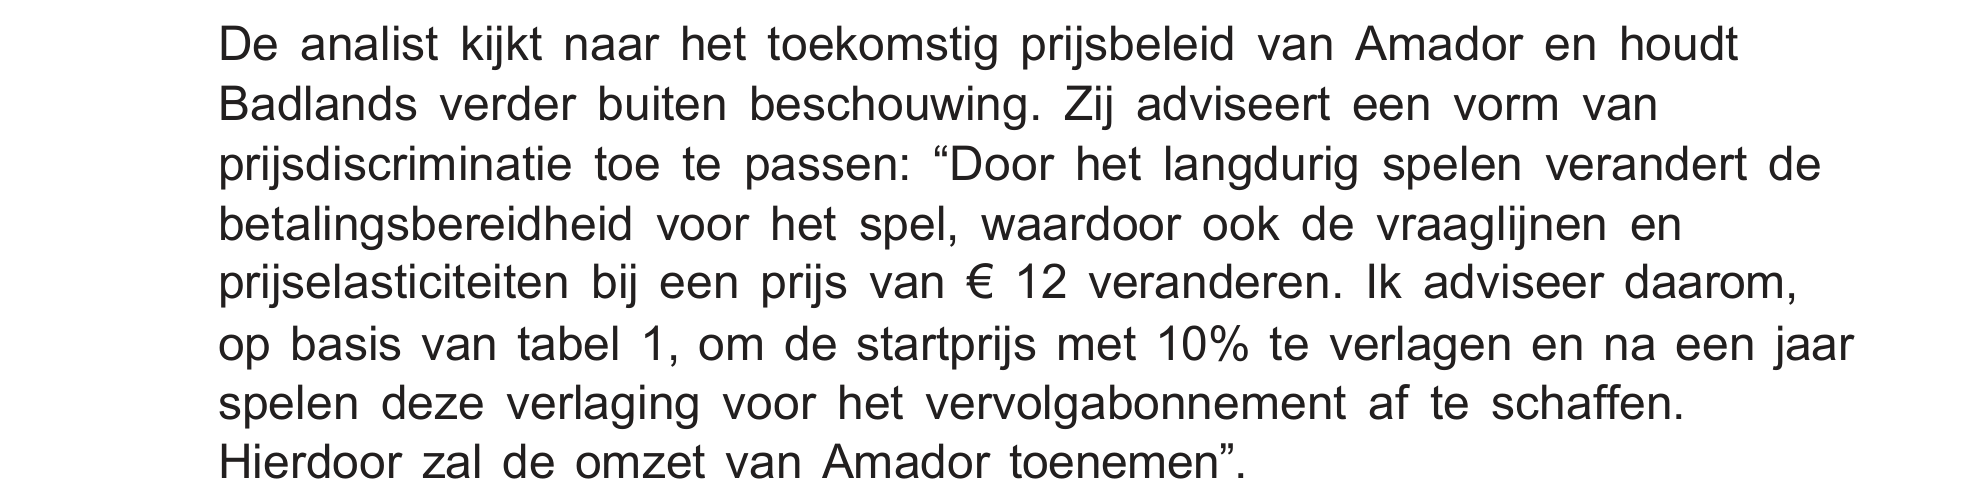 De analist kijkt naar het toekomstig prijsbeleid van Amador en houdt
Badlands verder buiten beschouwing. Zij adviseert een vorm van
prijsdiscriminatie toe te passen: “Door het langdurig spelen verandert de
betalingsbereidheid voor het spel, waardoor ook de vraaglijnen en
prijselasticiteiten bij een prijs van € 12 veranderen. Ik adviseer daarom,
op basis van tabel 1, om de startprijs met 10% te verlagen en na een jaar
spelen deze verlaging voor het vervolgabonnement af te schaffen.
Hierdoor zal de omzet van Amador toenemen”.